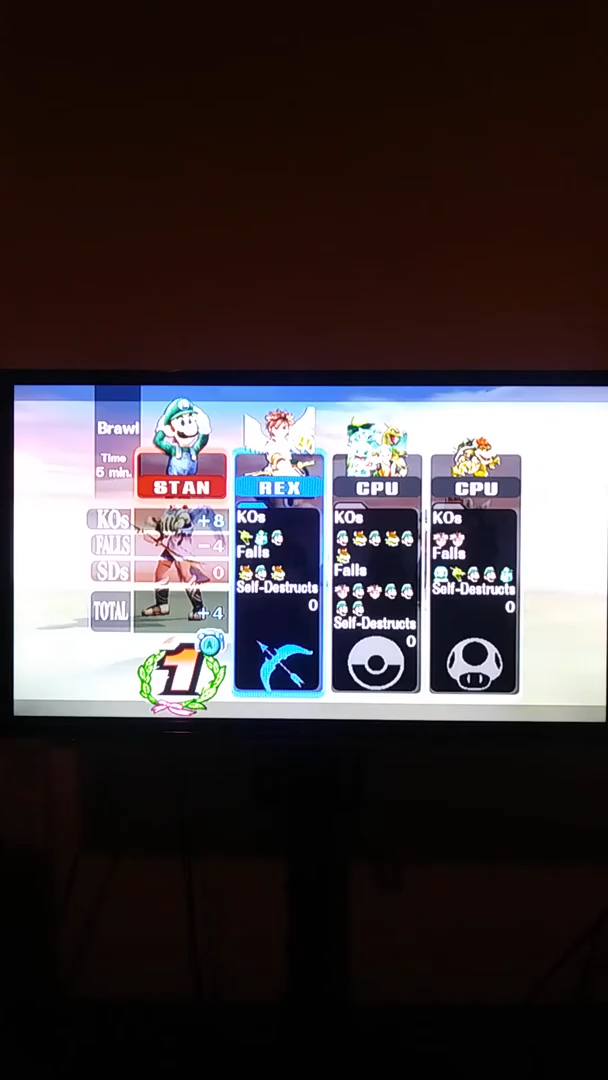 Brawl
Time
5 min.
STAN
REX
CPU
CPU
KOs +8
FALLS -4
SDs 0
TOTAL +4
1
A
KOs
Falls
Self-Destructs
0
KOs
Falls
Self-Destructs
0
KOs
Falls
Self-Destructs
0